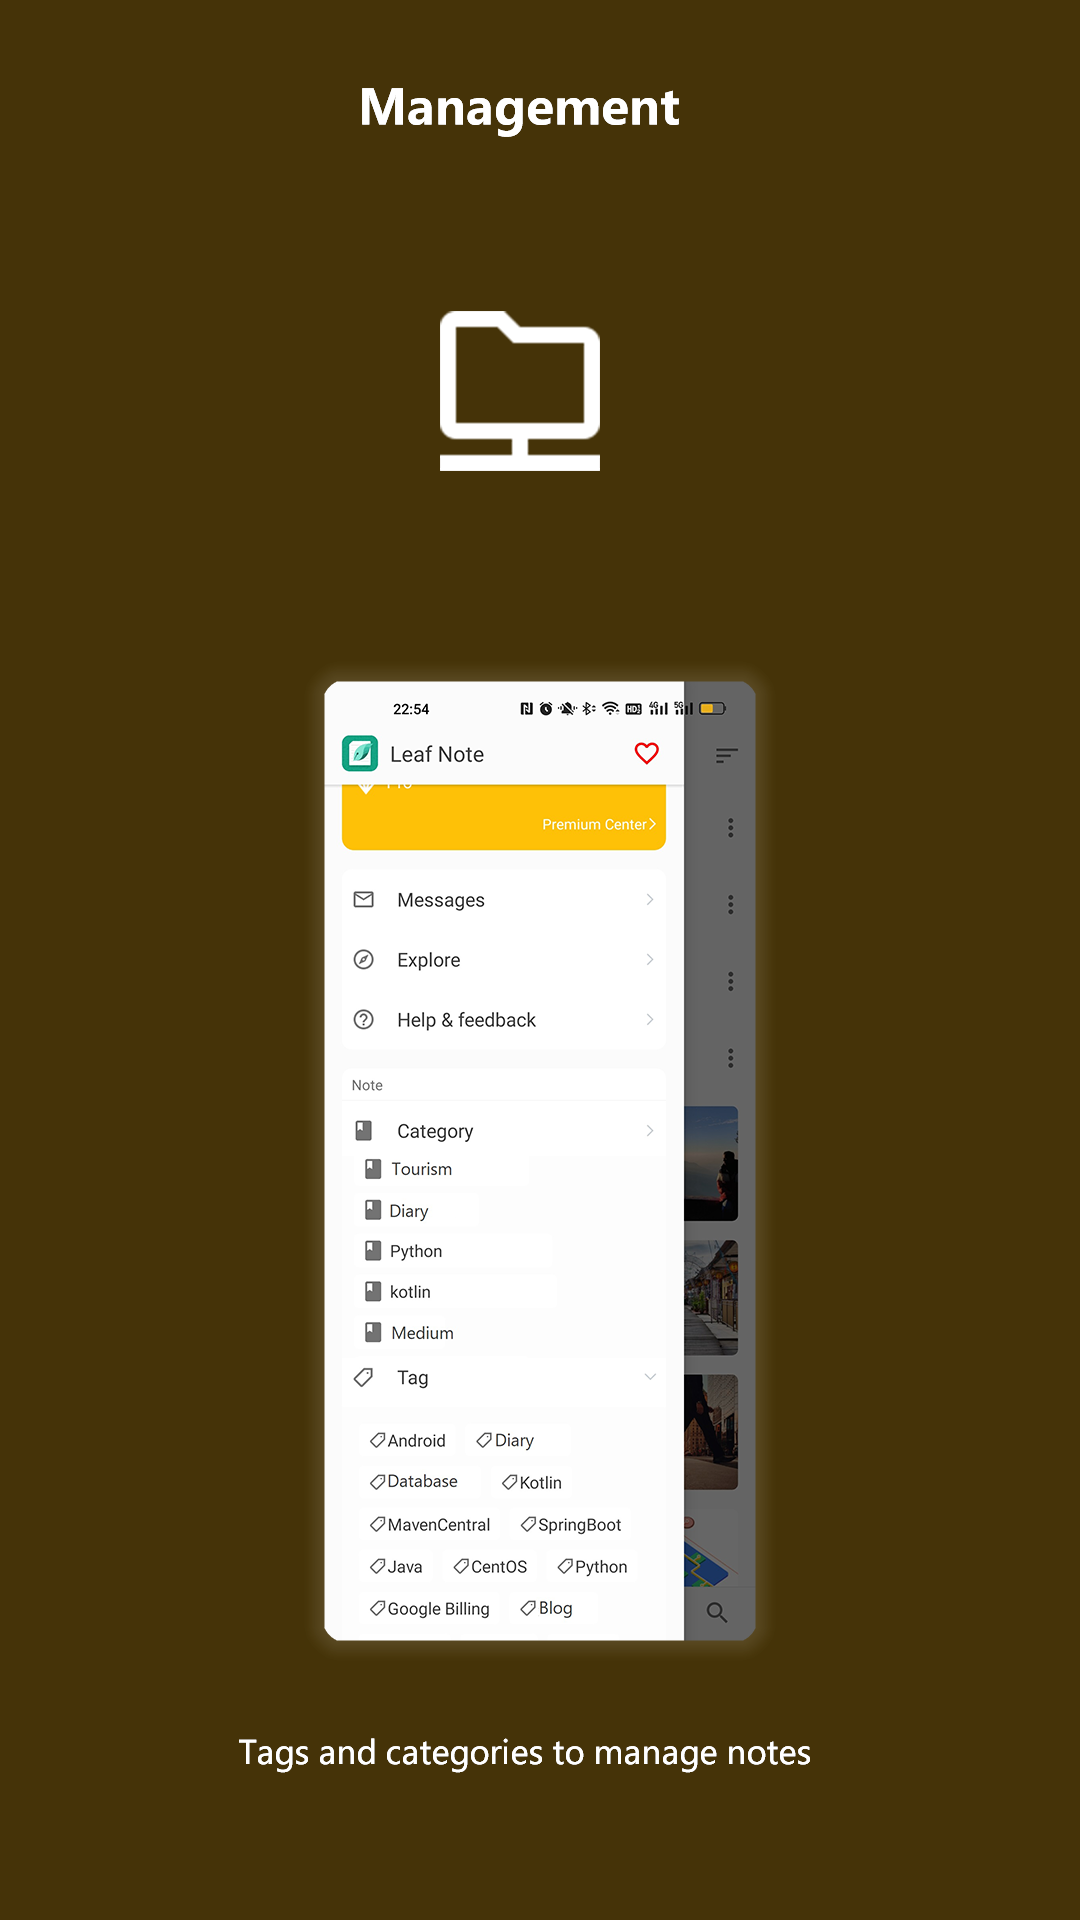 Management
22:54
Leaf Note
Pro
Premium Center
Messages
Explore
Help & feedback
Note
Category
Tourism
Diary
Python
kotlin
Medium
Tag
Android Diary
Database Kotlin
MavenCentral SpringBoot
Java CentOS Python
Google Billing Blog
Tags and categories to manage notes